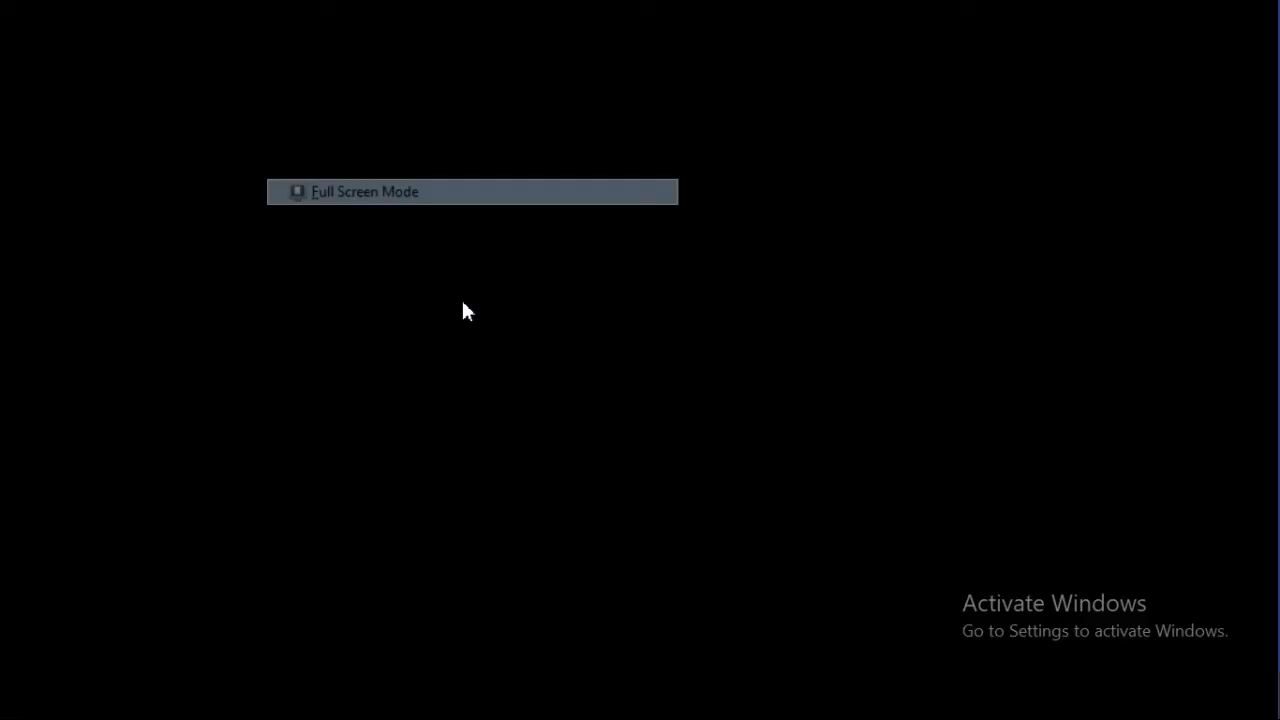 Full Screen Mode
Activate Windows
Go to Settings to activate Windows.